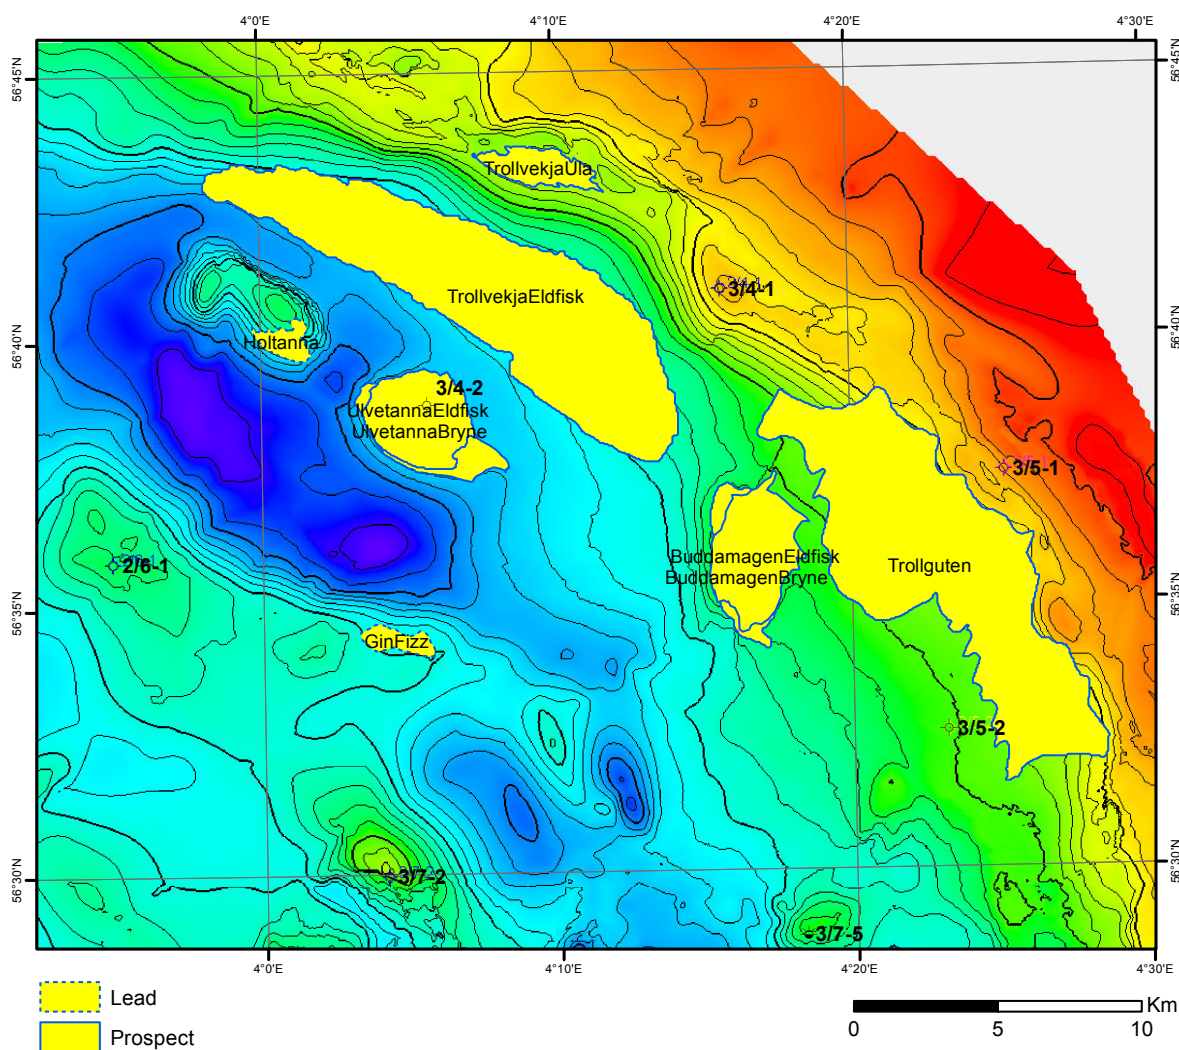 4°0'E 4°10'E 4°20'E 4°30'E
56°45'N 56°45'N
TrollvekjaUla
3/4-1
TrollvekjaEldfisk
56°40'N 56°40'N
Holtanna
3/4-2
UlvetannaEldfisk
UlvetannaBryne
3/5-1
BuddamagenEldfisk
2/6-1 Trollguten
BuddamagenBryne
56°35'N 56°35'N
GinFizz
3/5-2
56°30'N 56°30'N
3/7-2
3/7-5
4°0'E 4°10'E 4°20'E 4°30'E
Lead
Km
0 5 10
Prospect